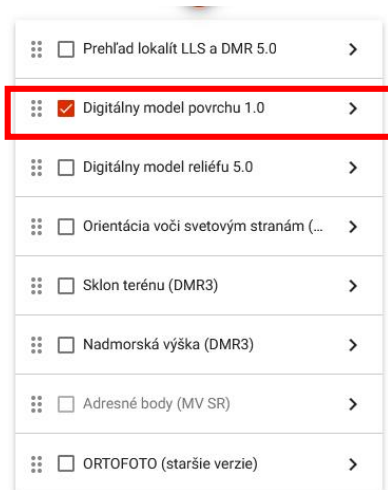 Prehľad lokalít LLS a DMR 5.0
Digitálny model povrchu 1.0
Digitálny model reliéfu 5.0
Orientácia voči svetovým stranám (...
Sklon terénu (DMR3)
Nadmorská výška (DMR3)
Adresné body (MV SR)
ORTOFOTO (staršie verzie)